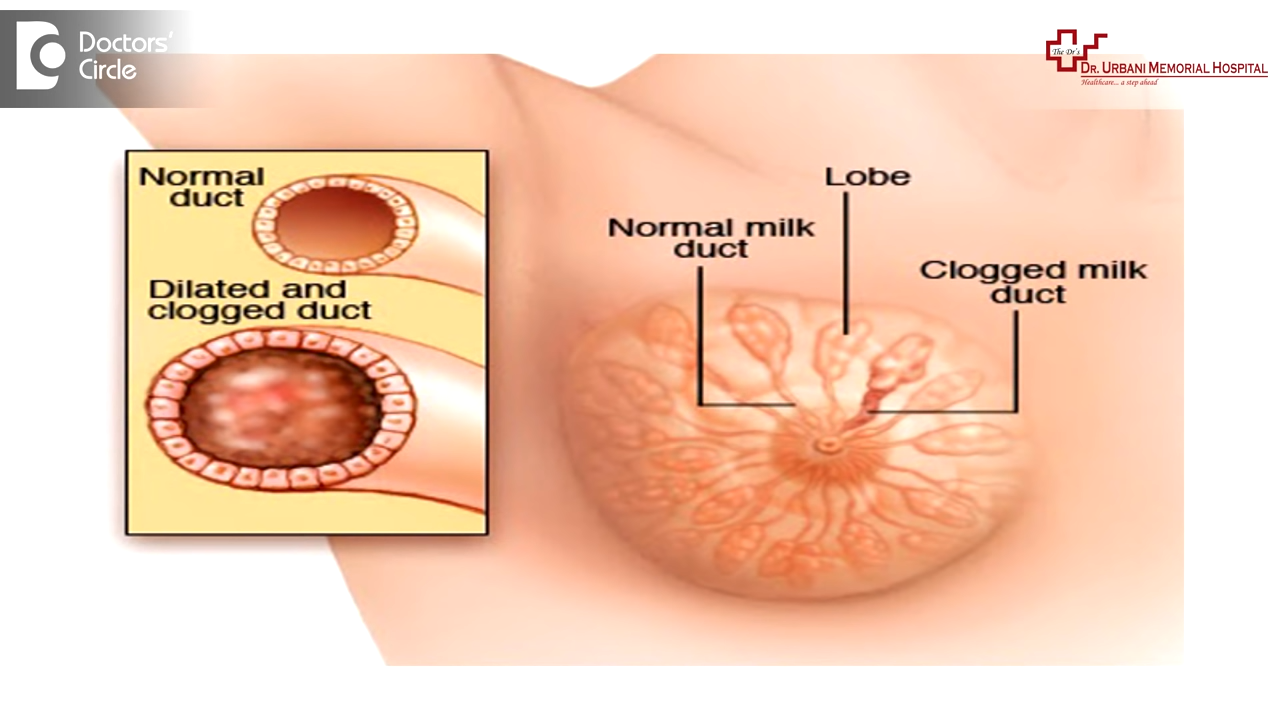 Doctors'
Circle
The Dr's
DR. URBANI MEMORIAL HOSPITAL
Healthcare... a step ahead
Normal
duct
Dilated and
clogged duct
Lobe
Normal milk
duct
Clogged milk
duct